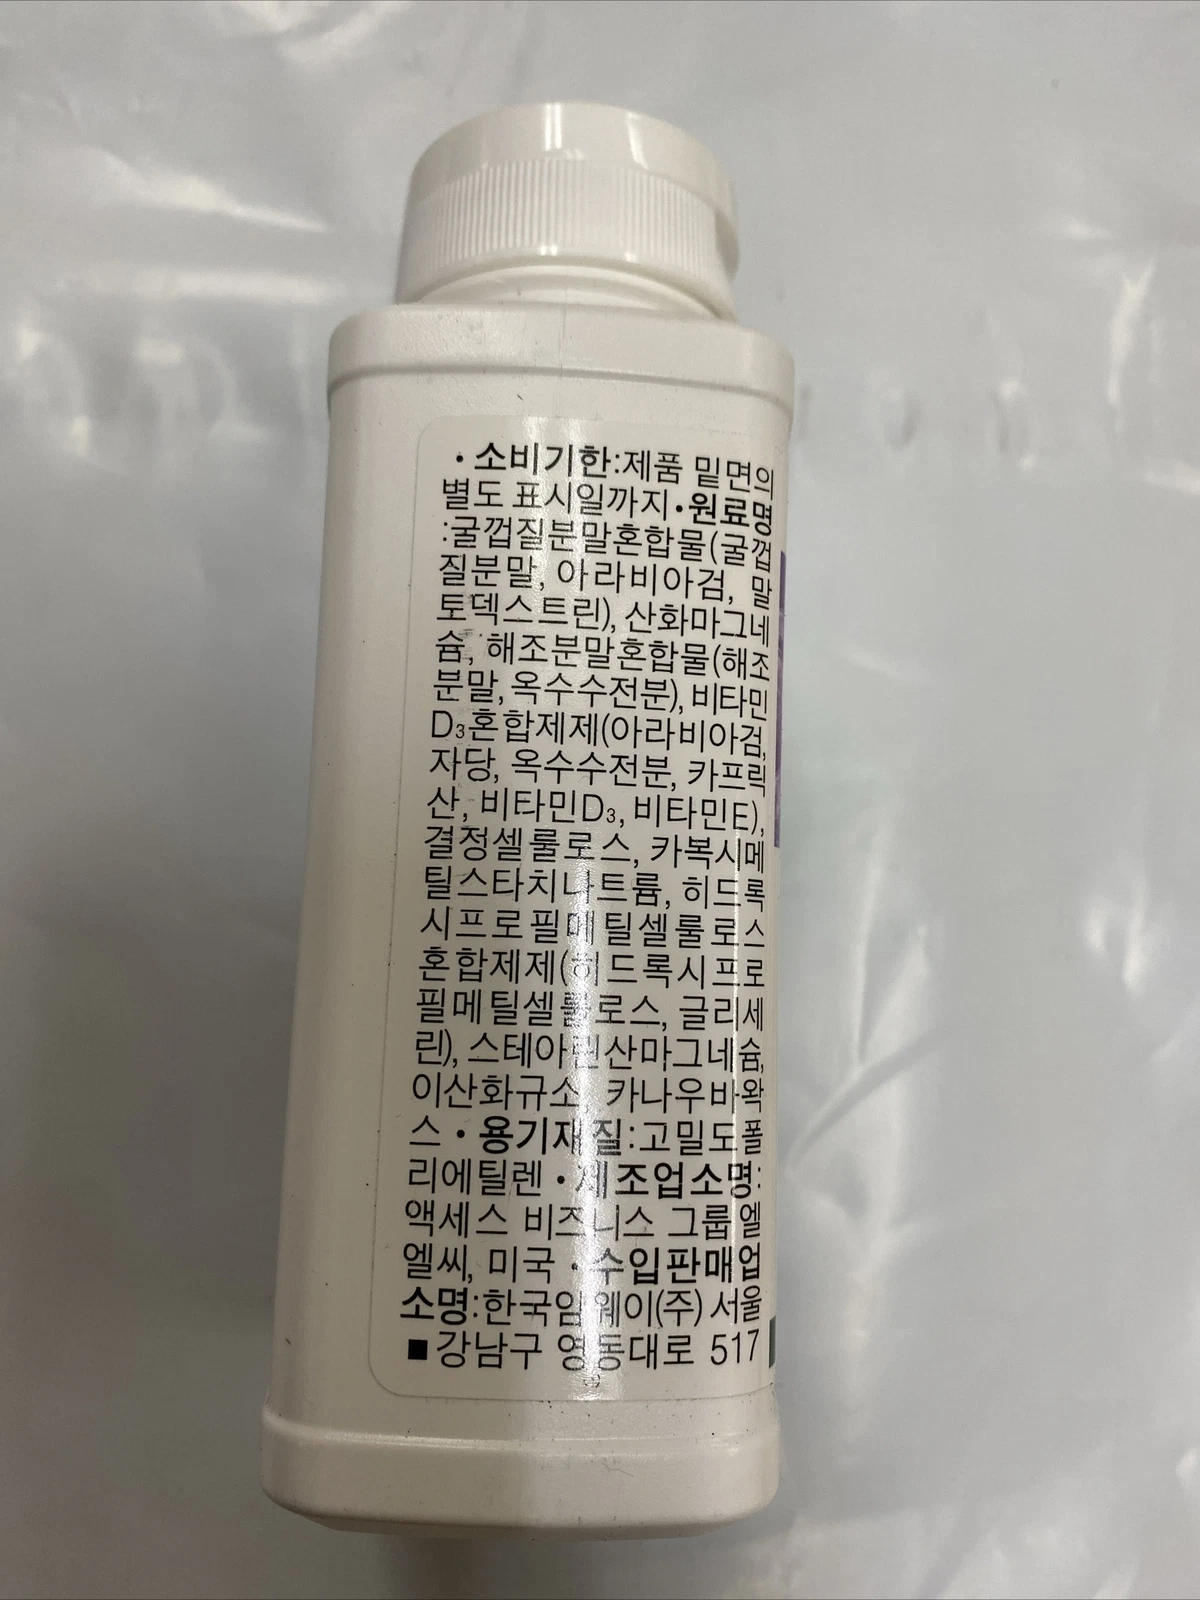 • 소비기한:제품 밑면의
별도 표시일까지 • 원료명
:굴껍질분말혼합물(굴껍
질분말, 아라비아검, 말
토덱스트린), 산화마그네
슘, 해조분말혼합물(해조
분말, 옥수수전분), 비타민
D₃혼합제제(아라비아검,
자당, 옥수수전분, 카프릭
산, 비타민D₃, 비타민E),
결정셀룰로스, 카복시메
틸스타치나트륨, 히드록
시프로필메틸셀룰로스
혼합제제(히드록시프로
필메틸셀룰로스, 글리세
린), 스테아린산마그네슘,
이산화규소, 카나우바왁
스 • 용기재질:고밀도폴
리에틸렌 • 제조업소명:
액세스 비즈니스 그룹 엘
엘씨, 미국 • 수입판매업
소명:한국암웨이(주) 서울
■ 강남구 영동대로 517